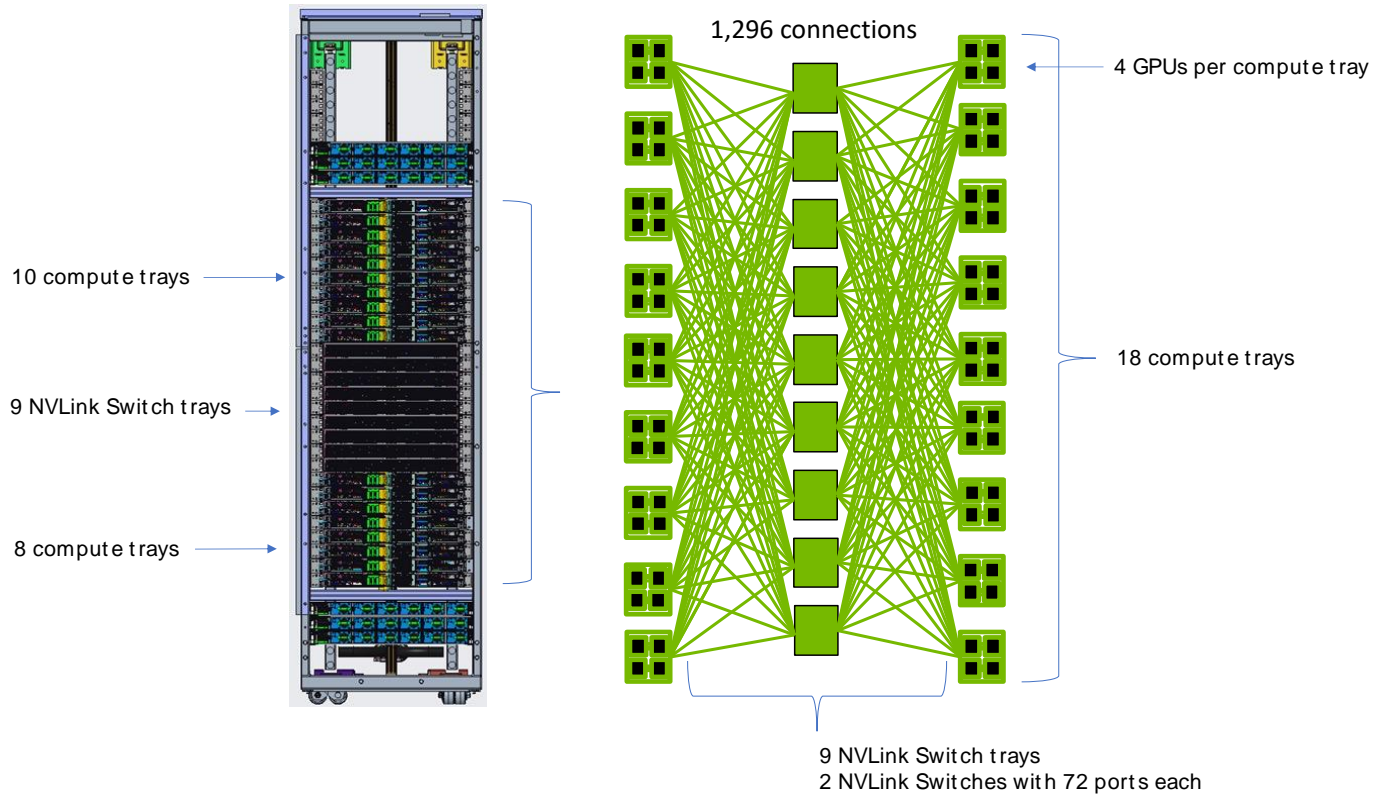 1,296 connections
4 GPUs per compute tray
10 compute trays
18 compute trays
9 NVLink Switch trays
8 compute trays
9 NVLink Switch trays
2 NVLink Switches with 72 ports each